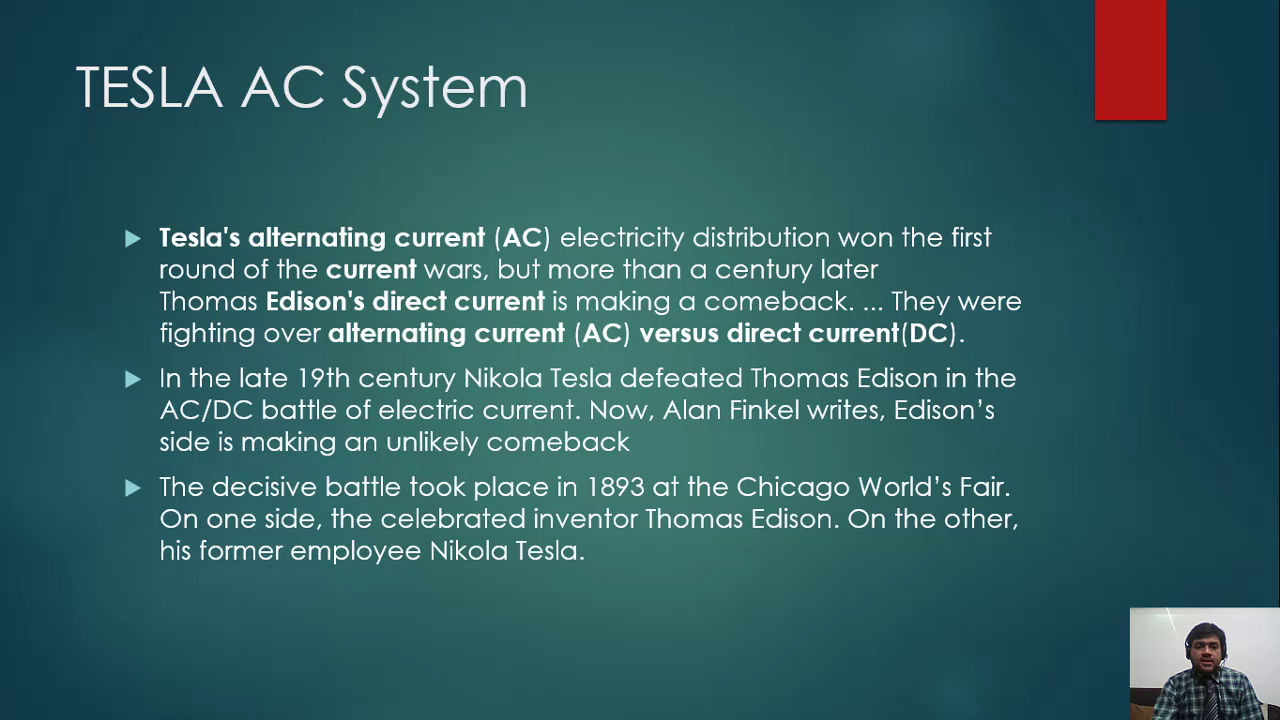 TESLA AC System
Tesla's alternating current (AC) electricity distribution won the first
round of the current wars, but more than a century later
Thomas Edison's direct current is making a comeback. ... They were
fighting over alternating current (AC) versus direct current(DC).
In the late 19th century Nikola Tesla defeated Thomas Edison in the
AC/DC battle of electric current. Now, Alan Finkel writes, Edison’s
side is making an unlikely comeback
The decisive battle took place in 1893 at the Chicago World’s Fair.
On one side, the celebrated inventor Thomas Edison. On the other,
his former employee Nikola Tesla.